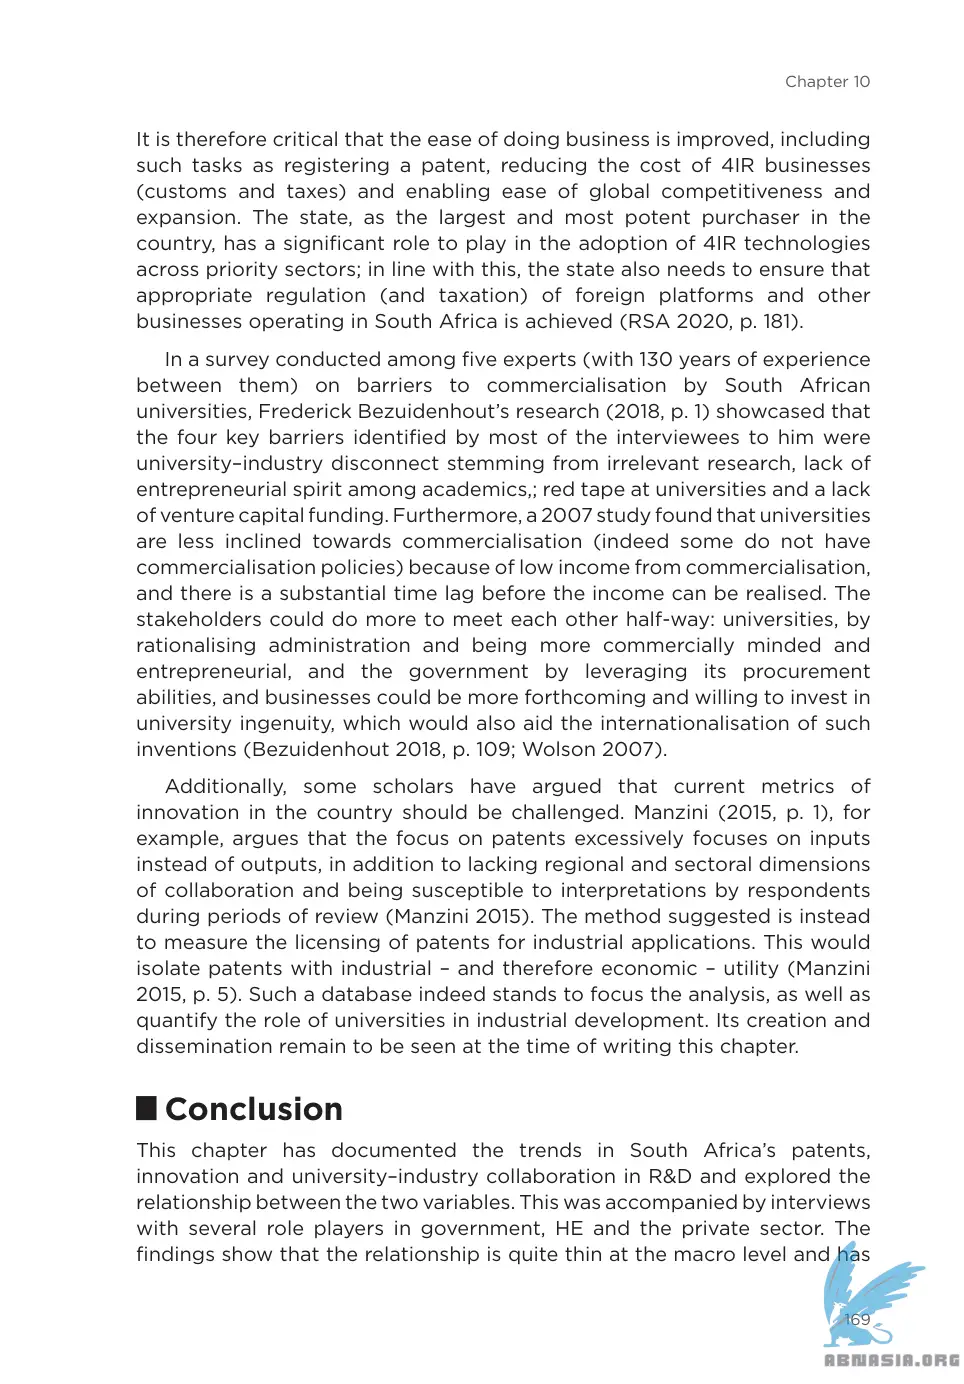 Chapter 10
It is therefore critical that the ease of doing business is improved, including
such tasks as registering a patent, reducing the cost of 4IR businesses
(customs and taxes) and enabling ease of global competitiveness and
expansion. The state, as the largest and most potent purchaser in the
country, has a significant role to play in the adoption of 4IR technologies
across priority sectors; in line with this, the state also needs to ensure that
appropriate regulation (and taxation) of foreign platforms and other
businesses operating in South Africa is achieved (RSA 2020, p. 181).
In a survey conducted among five experts (with 130 years of experience
between them) on barriers to commercialisation by South African
universities, Frederick Bezuidenhout’s research (2018, p. 1) showcased that
the four key barriers identified by most of the interviewees to him were
university–industry disconnect stemming from irrelevant research, lack of
entrepreneurial spirit among academics,; red tape at universities and a lack
of venture capital funding. Furthermore, a 2007 study found that universities
are less inclined towards commercialisation (indeed some do not have
commercialisation policies) because of low income from commercialisation,
and there is a substantial time lag before the income can be realised. The
stakeholders could do more to meet each other half-way: universities, by
rationalising administration and being more commercially minded and
entrepreneurial, and the government by leveraging its procurement
abilities, and businesses could be more forthcoming and willing to invest in
university ingenuity, which would also aid the internationalisation of such
inventions (Bezuidenhout 2018, p. 109; Wolson 2007).
Additionally, some scholars have argued that current metrics of
innovation in the country should be challenged. Manzini (2015, p. 1), for
example, argues that the focus on patents excessively focuses on inputs
instead of outputs, in addition to lacking regional and sectoral dimensions
of collaboration and being susceptible to interpretations by respondents
during periods of review (Manzini 2015). The method suggested is instead
to measure the licensing of patents for industrial applications. This would
isolate patents with industrial – and therefore economic – utility (Manzini
2015, p. 5). Such a database indeed stands to focus the analysis, as well as
quantify the role of universities in industrial development. Its creation and
dissemination remain to be seen at the time of writing this chapter.
Conclusion
This chapter has documented the trends in South Africa’s patents,
innovation and university–industry collaboration in R&D and explored the
relationship between the two variables. This was accompanied by interviews
with several role players in government, HE and the private sector. The
findings show that the relationship is quite thin at the macro level and has
169
ABNASIA.ORG